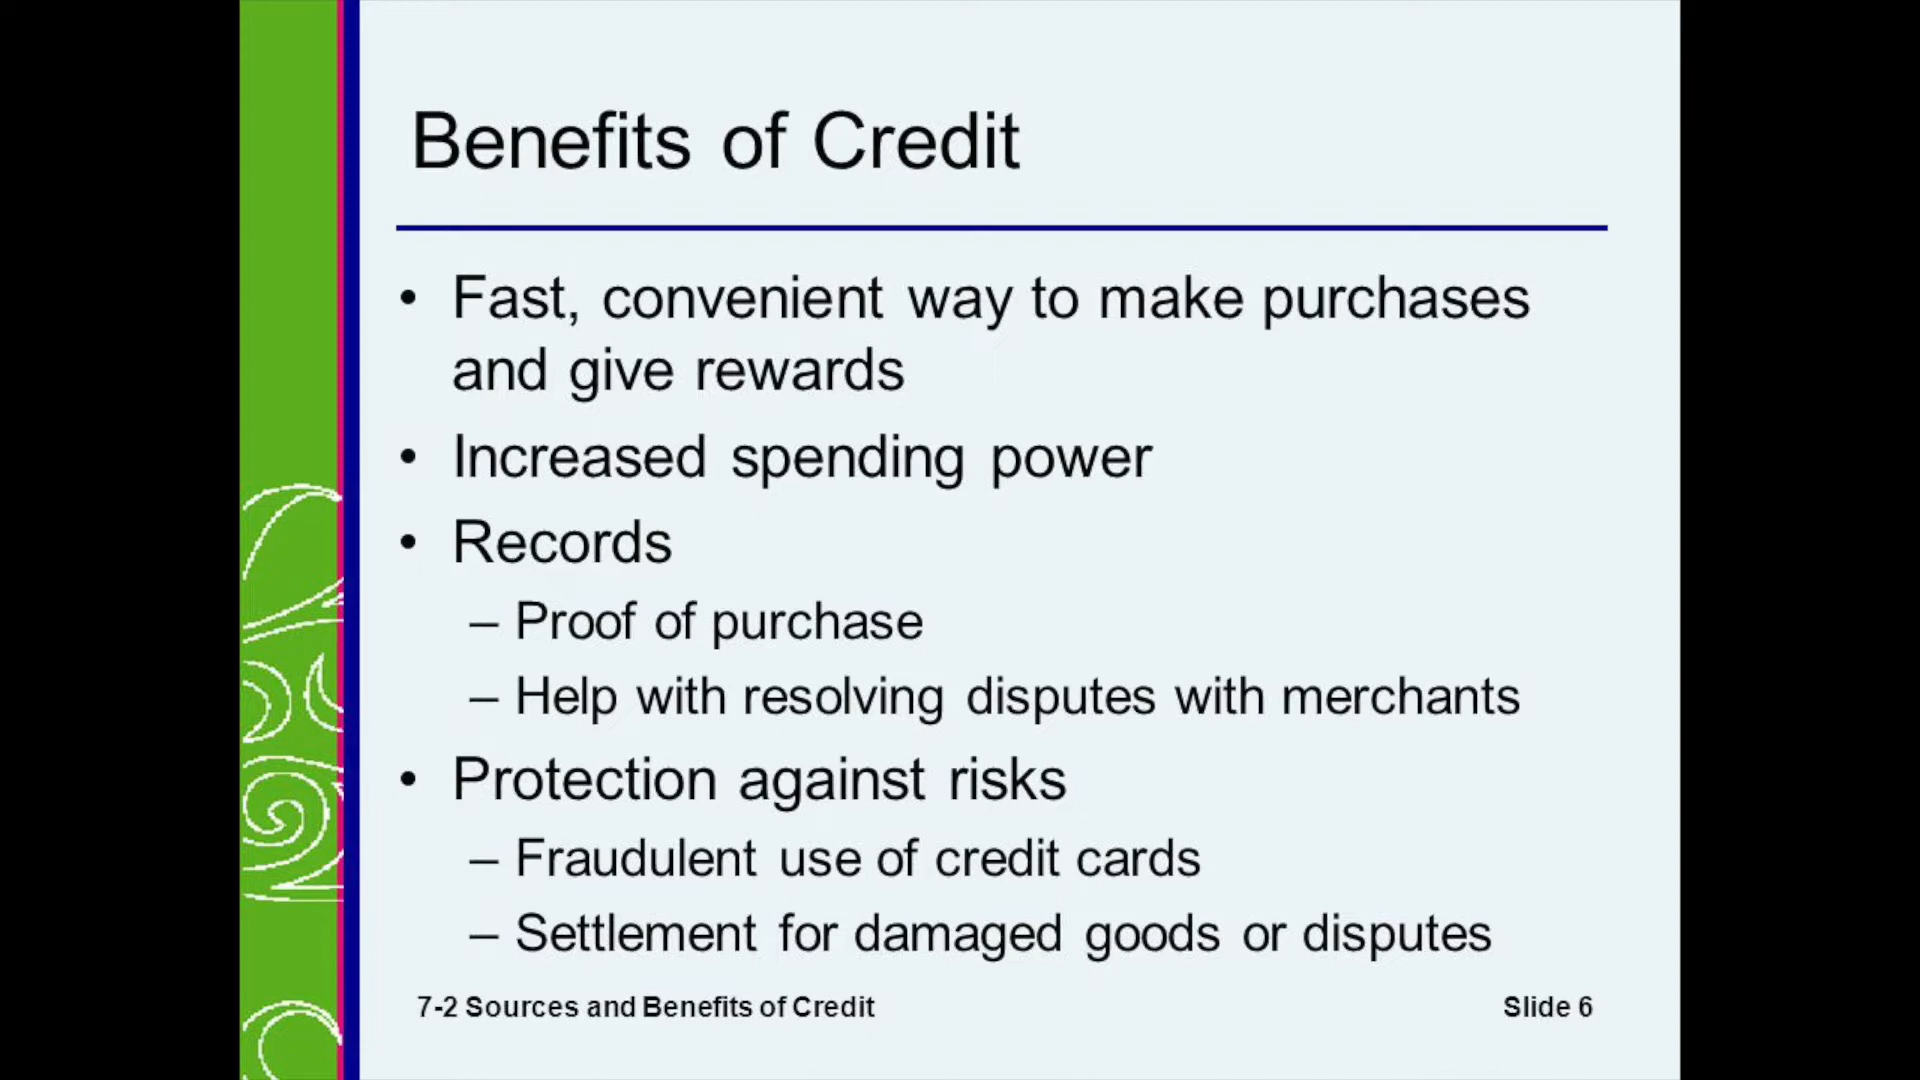 Benefits of Credit
• Fast, convenient way to make purchases
and give rewards
• Increased spending power
• Records
– Proof of purchase
– Help with resolving disputes with merchants
• Protection against risks
– Fraudulent use of credit cards
– Settlement for damaged goods or disputes
7-2 Sources and Benefits of Credit
Slide 6